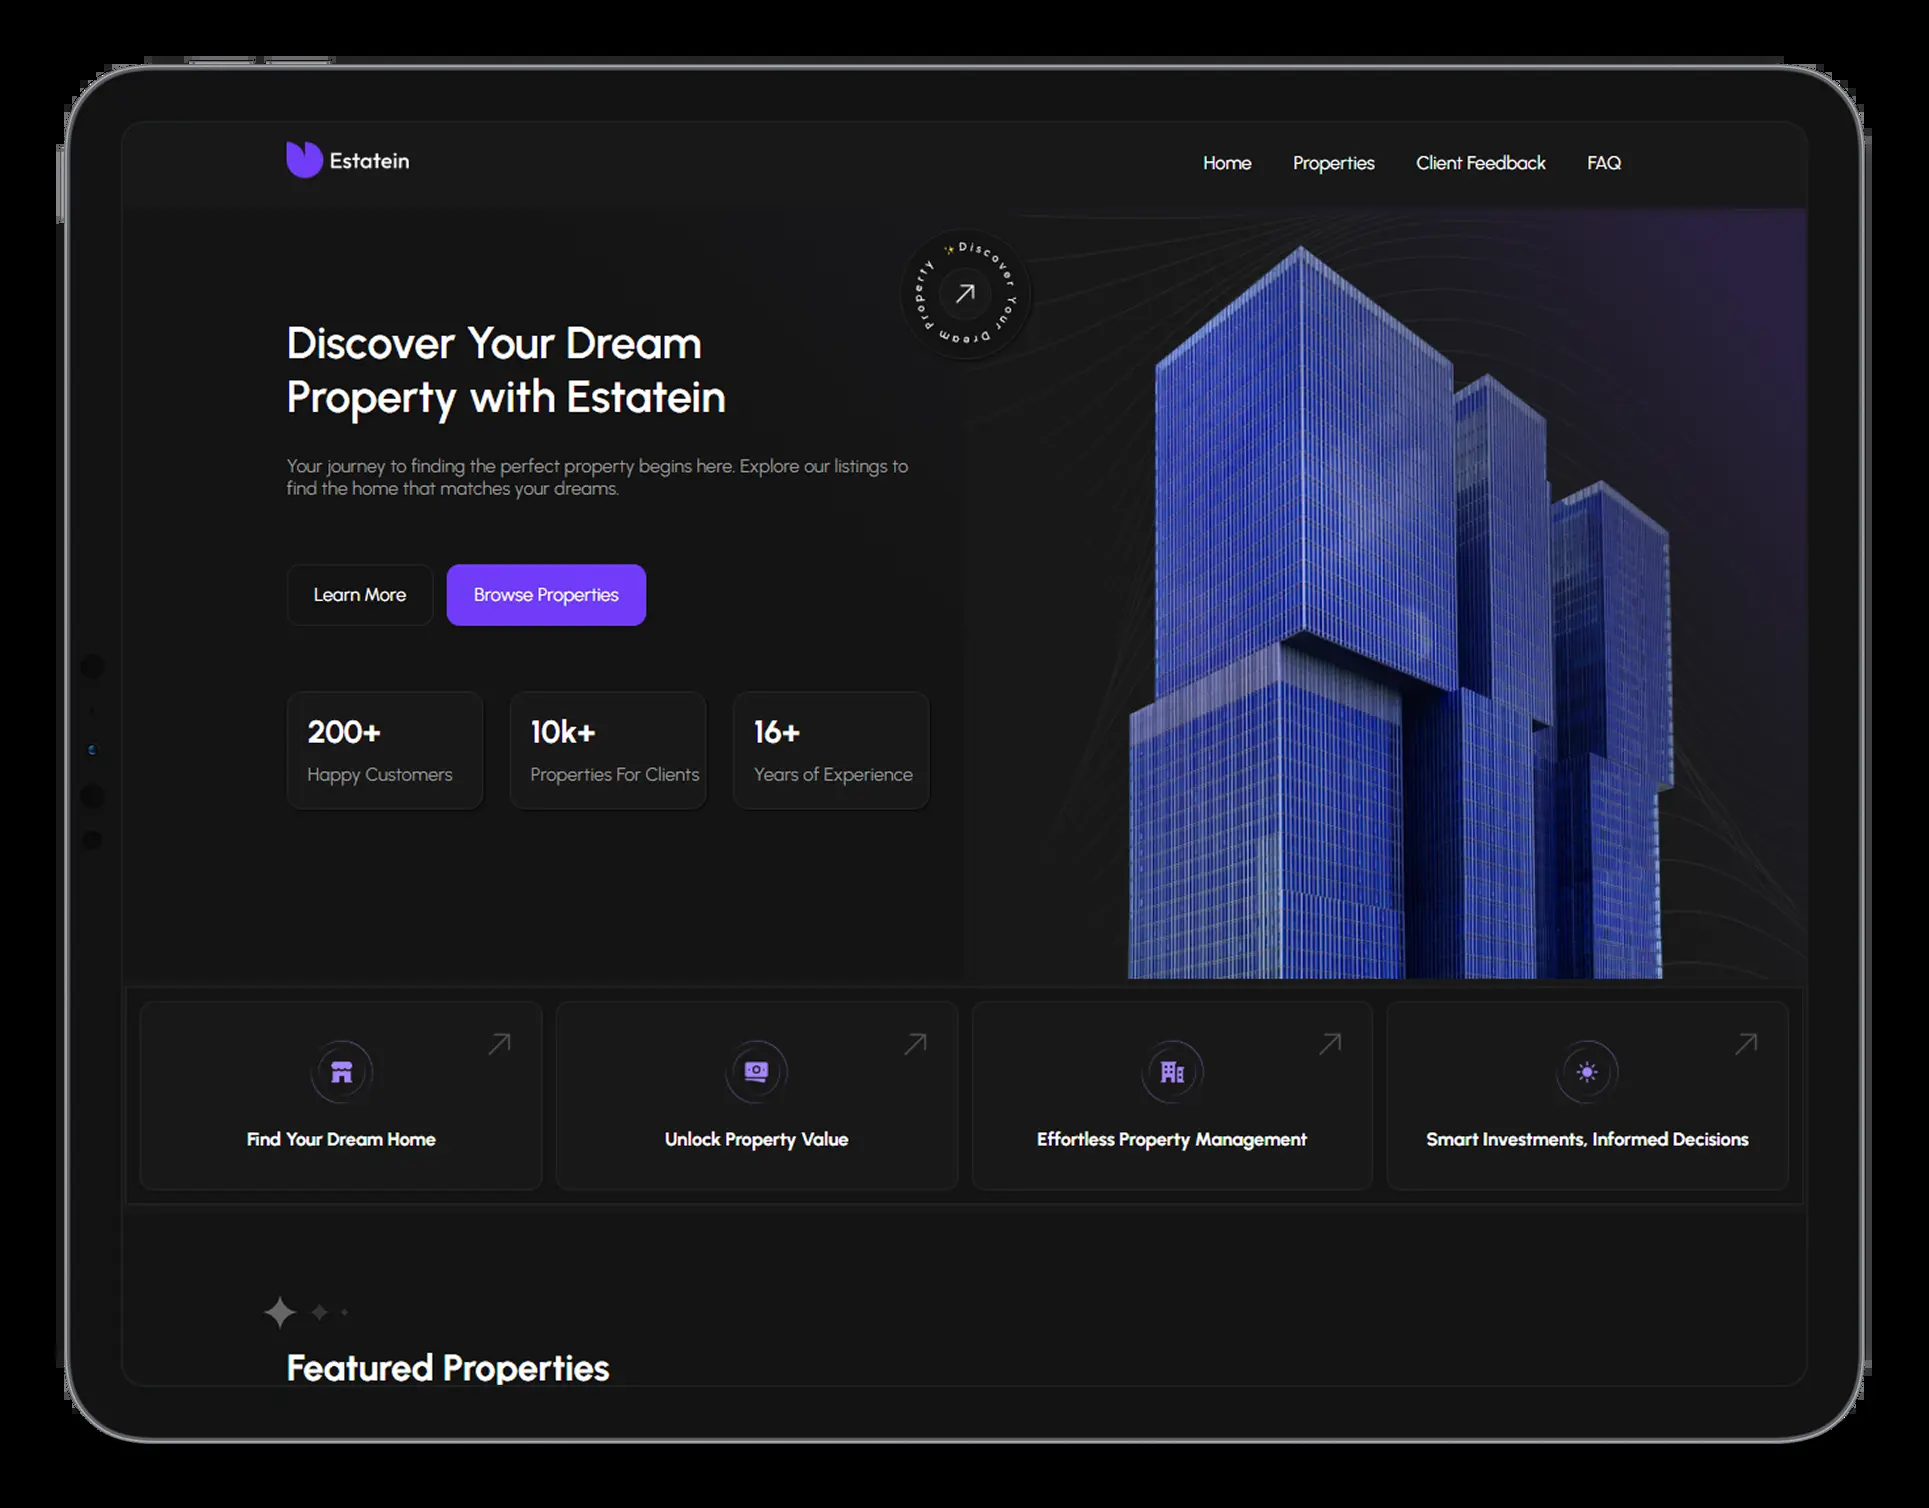 Estatein
Home
Properties
Client Feedback
FAQ
✨Discover Your Dream Property
Discover Your Dream
Property with Estatein
Your journey to finding the perfect property begins here. Explore our listings to
find the home that matches your dreams.
Learn More
Browse Properties
200+
Happy Customers
10k+
Properties For Clients
16+
Years of Experience
Find Your Dream Home
Unlock Property Value
Effortless Property Management
Smart Investments, Informed Decisions
Featured Properties